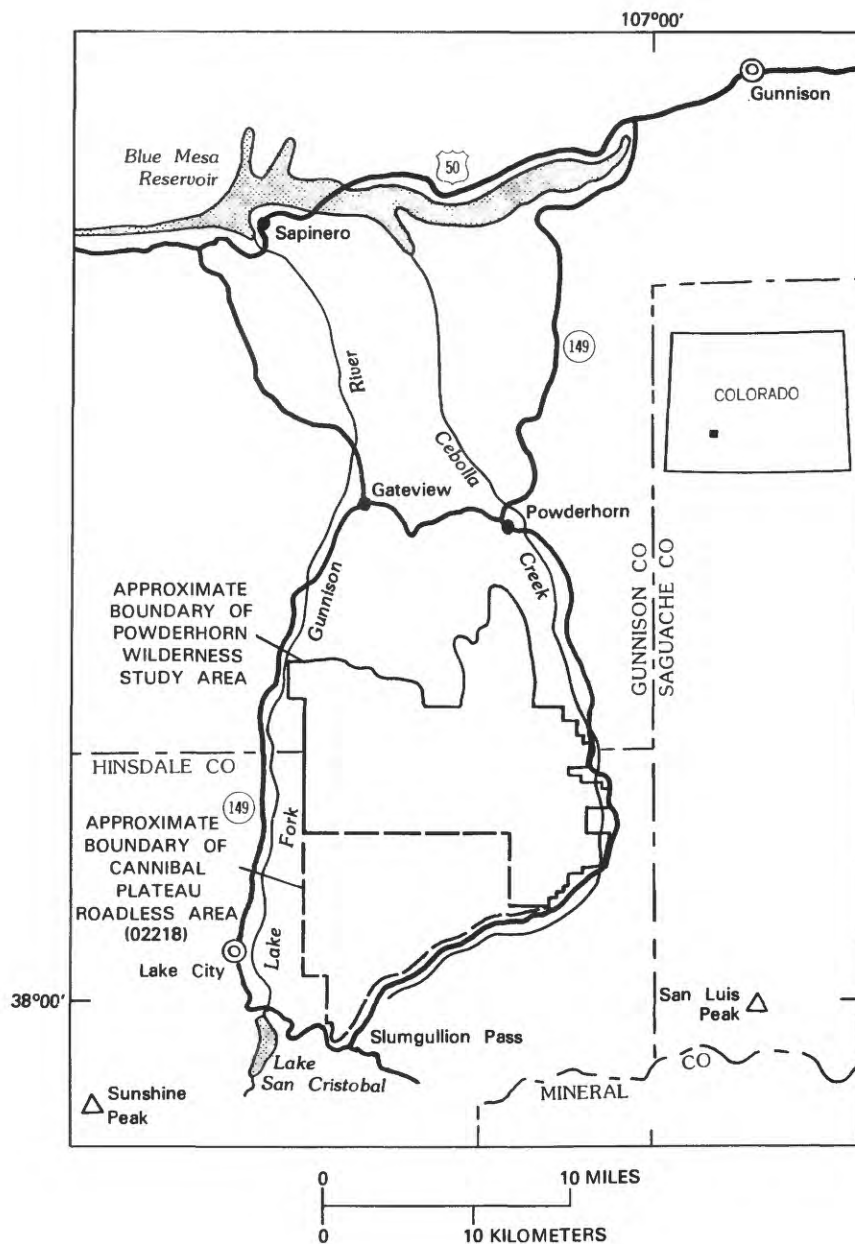 107°00'
Gunnison
Blue Mesa
Reservoir
50
Sapinero
149
River
COLORADO
Cebolla
Gateview
Powderhorn
Gunnison
Creek
APPROXIMATE
BOUNDARY OF
POWDERHORN
WILDERNESS
STUDY AREA
GUNNISON CO
SAGUACHE CO
HINSDALE CO
149
Fork
APPROXIMATE
BOUNDARY OF
CANNIBAL
PLATEAU
ROADLESS AREA
(02218)
Lake
Lake City
38°00'
San Luis
Peak
Slumgullion Pass
Lake
San Cristobal
MINERAL CO
Sunshine
Peak
0 10 MILES
0 10 KILOMETERS